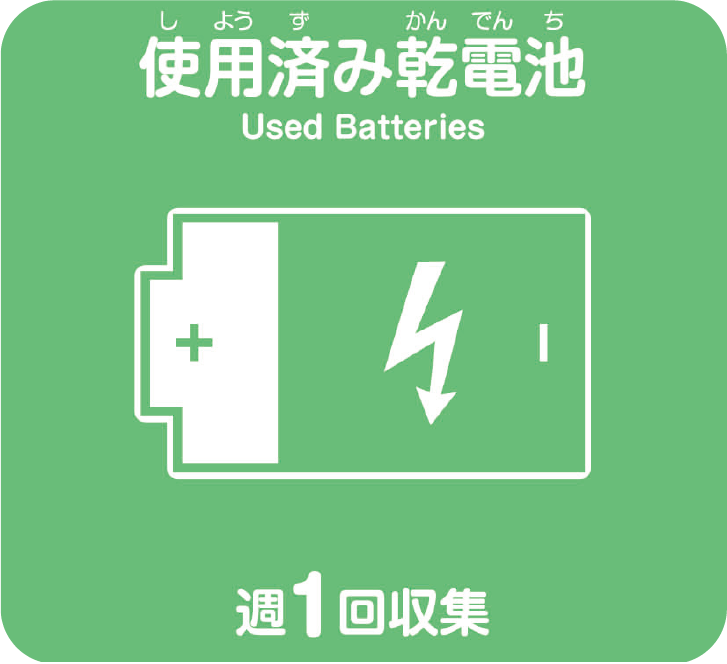 し よう ず かん でん ち
使用済み乾電池
Used Batteries
+
週1回収集